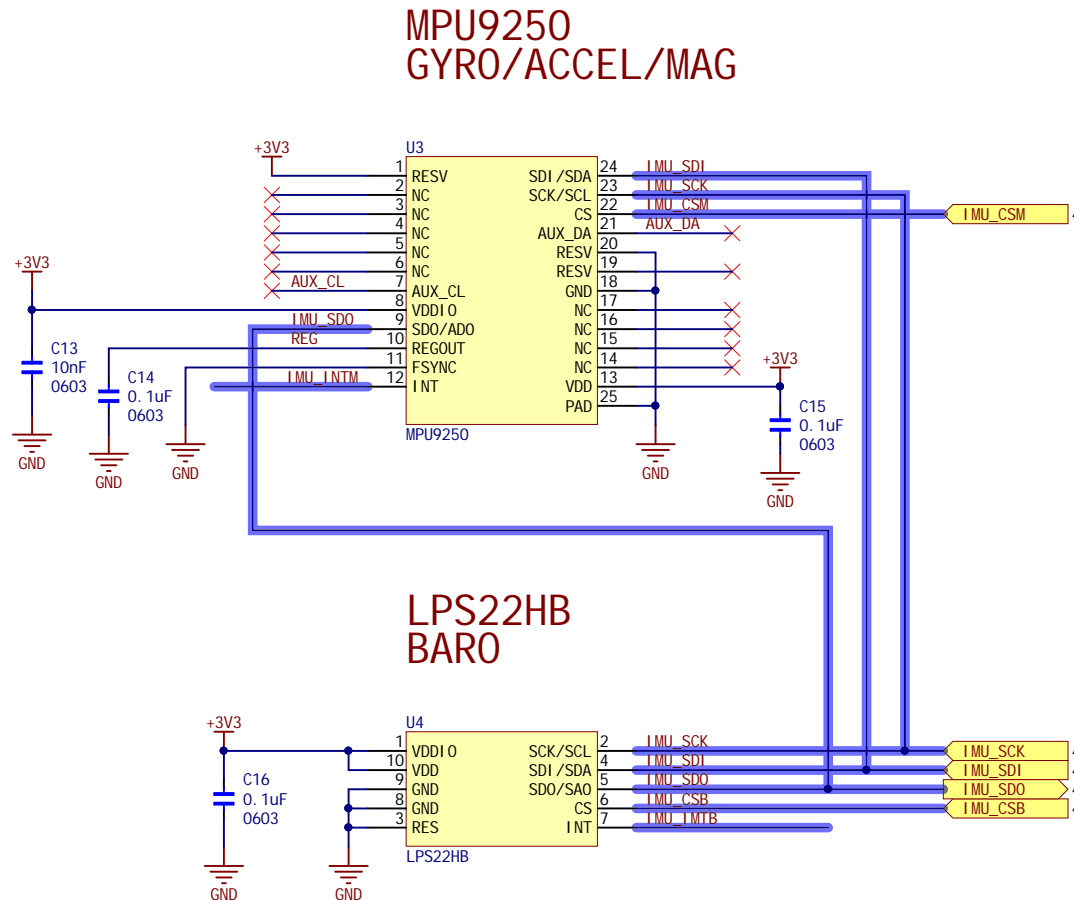 MPU9250
GYRO/ACCEL/MAG
U3
+3V3
1 RESV
2 NC
3 NC
4 NC
5 NC
6 NC
AUX_CL 7 AUX_CL
8 VDDIO
IMU_SDO 9 SDO/ADO
REG 10 REGOUT
11 FSYNC
IMU_INTM 12 INT
SDI/SDA 24 IMU_SDI
SCK/SCL 23 IMU_SCK
CS 22 IMU_CSM
AUX_DA 21 AUX_DA
RESV 20
RESV 19
GND 18
NC 17
NC 16
NC 15
NC 14
VDD 13
PAD 25
MPU9250
IMU_CSM
+3V3
C13
10nF
0603
GND
C14
0.1uF
0603
GND
GND
GND
+3V3
C15
0.1uF
0603
GND
LPS22HB
BARO
U4
+3V3
1 VDDIO
10 VDD
9 GND
8 GND
3 RES
SCK/SCL 2 IMU_SCK
SDI/SDA 4 IMU_SDI
SDO/SAO 5 IMU_SDO
CS 6 IMU_CSB
INT 7 IMU_IMTB
LPS22HB
C16
0.1uF
0603
GND
GND
IMU_SCK
IMU_SDI
IMU_SDO
IMU_CSB